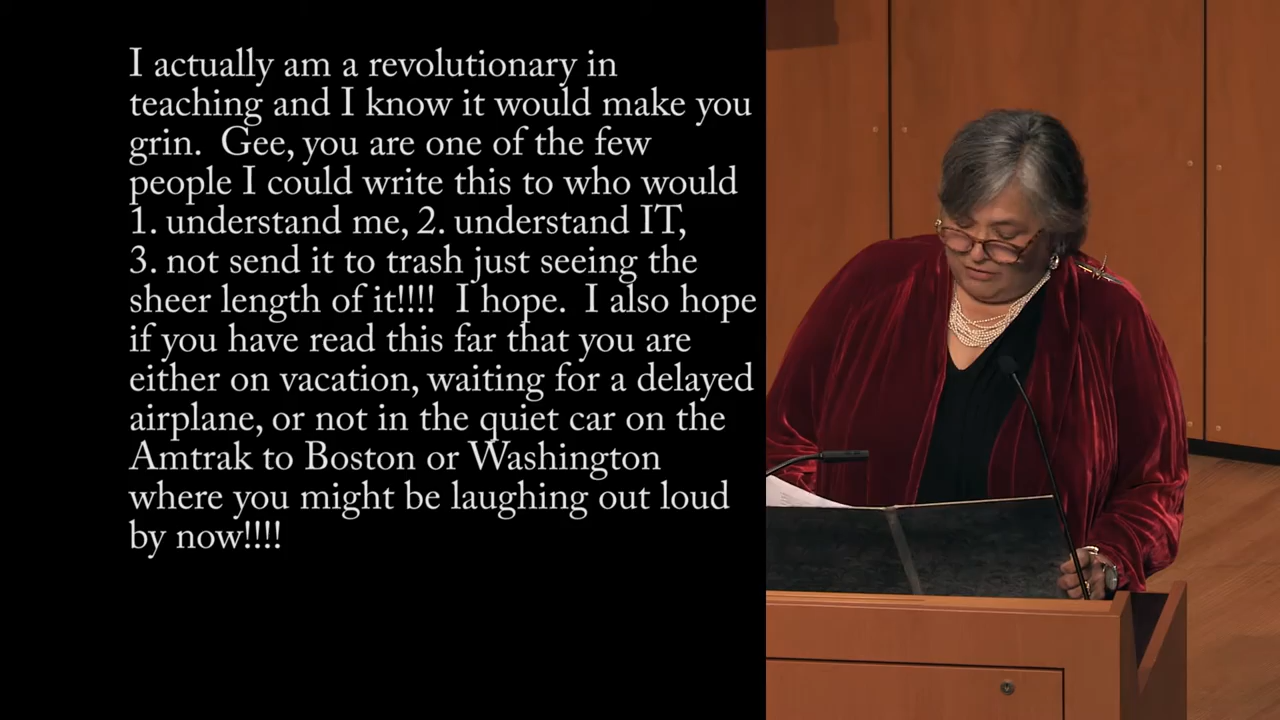 I actually am a revolutionary in
teaching and I know it would make you
grin.  Gee, you are one of the few
people I could write this to who would
1. understand me, 2. understand IT,
3. not send it to trash just seeing the
sheer length of it!!!!  I hope.  I also hope
if you have read this far that you are
either on vacation, waiting for a delayed
airplane, or not in the quiet car on the
Amtrak to Boston or Washington
where you might be laughing out loud
by now!!!!